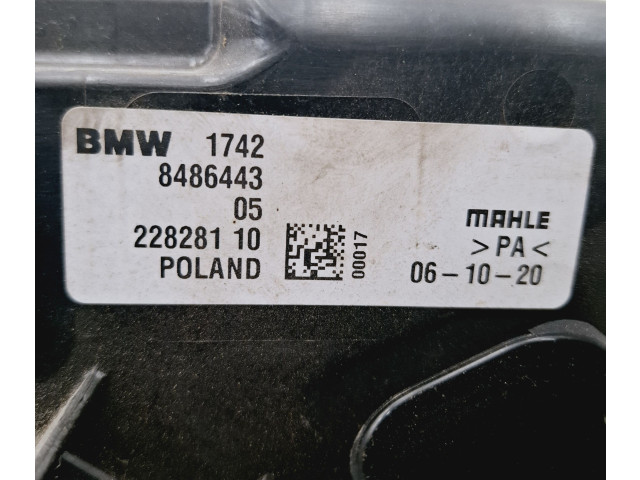 BMW 1742
8486443
05
228281 10
POLAND
00017
MAHLE
>PA<
06-10-20